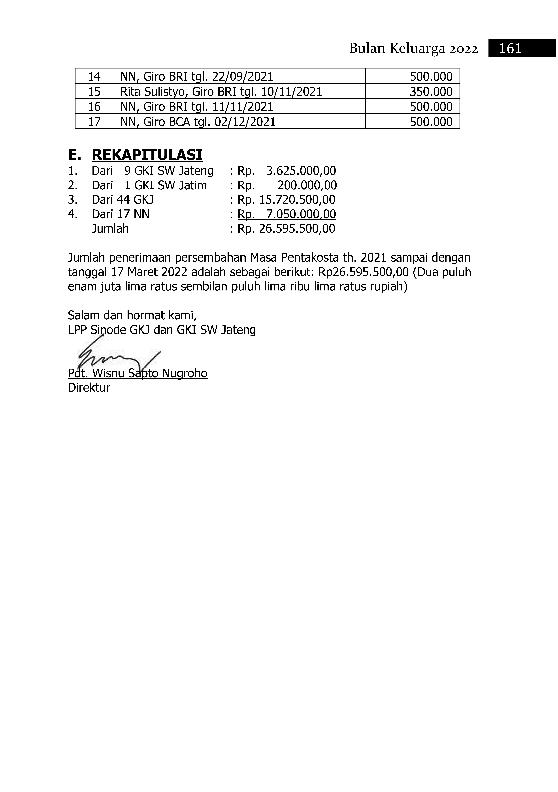 Bulan Keluarga 2022 161
14 NN, Giro BRI tgl. 22/09/2021 500.000
15 Rita Sulistyo, Giro BRI tgl. 10/11/2021 350.000
16 NN, Giro BRI tgl. 11/11/2021 500.000
17 NN, Giro BCA tgl. 02/12/2021 500.000
E. REKAPITULASI
1. Dari 9 GKI SW Jateng : Rp. 3.625.000,00
2. Dari 1 GKI SW Jatim : Rp. 200.000,00
3. Dari 44 GKJ : Rp. 15.720.500,00
4. Dari 17 NN : Rp. 7.050.000,00
Jumlah : Rp. 26.595.500,00
Jumlah penerimaan persembahan Masa Pentakosta th. 2021 sampai dengan
tanggal 17 Maret 2022 adalah sebagai berikut: Rp26.595.500,00 (Dua puluh
enam juta lima ratus sembilan puluh lima ribu lima ratus rupiah)
Salam dan hormat kami,
LPP Sinode GKJ dan GKI SW Jateng
Pdt. Wisnu Sapto Nugroho
Direktur